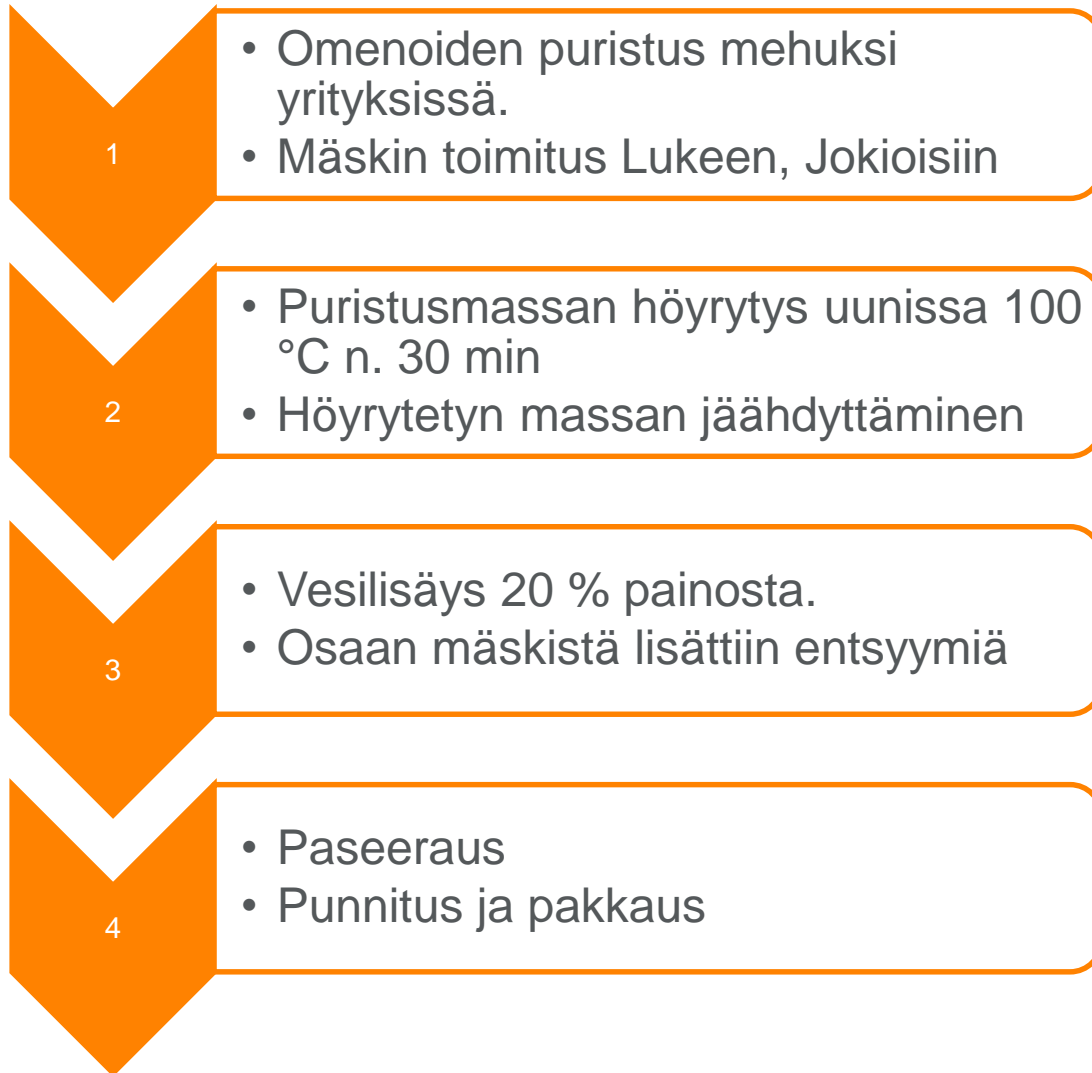 1
• Omenoiden puristus mehuksi
yrityksissä.
• Mäskin toimitus Lukeen, Jokioisiin
2
• Puristusmassan höyrytys uunissa 100
°C n. 30 min
• Höyrytetyn massan jäähdyttäminen
3
• Vesilisäys 20 % painosta.
• Osaan mäskistä lisättiin entsyymiä
4
• Paseeraus
• Punnitus ja pakkaus